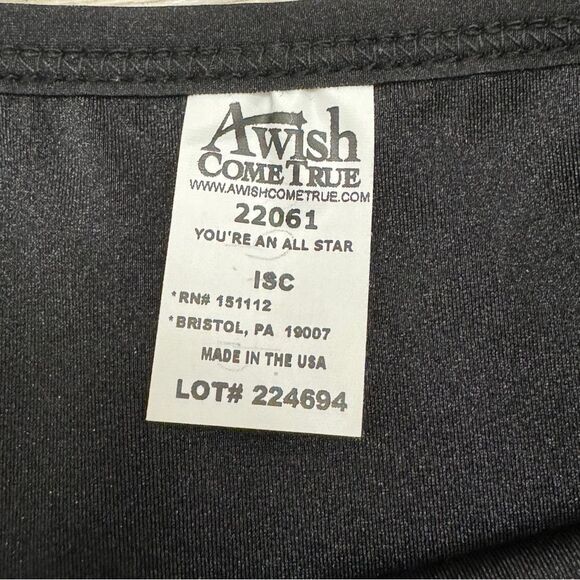 A wish
COME TRUE
WWW.AWISHCOMETRUE.COM
22061
YOU'RE AN ALL STAR
ISC
*RN# 151112
*BRISTOL, PA 19007
MADE IN THE USA
LOT# 224694